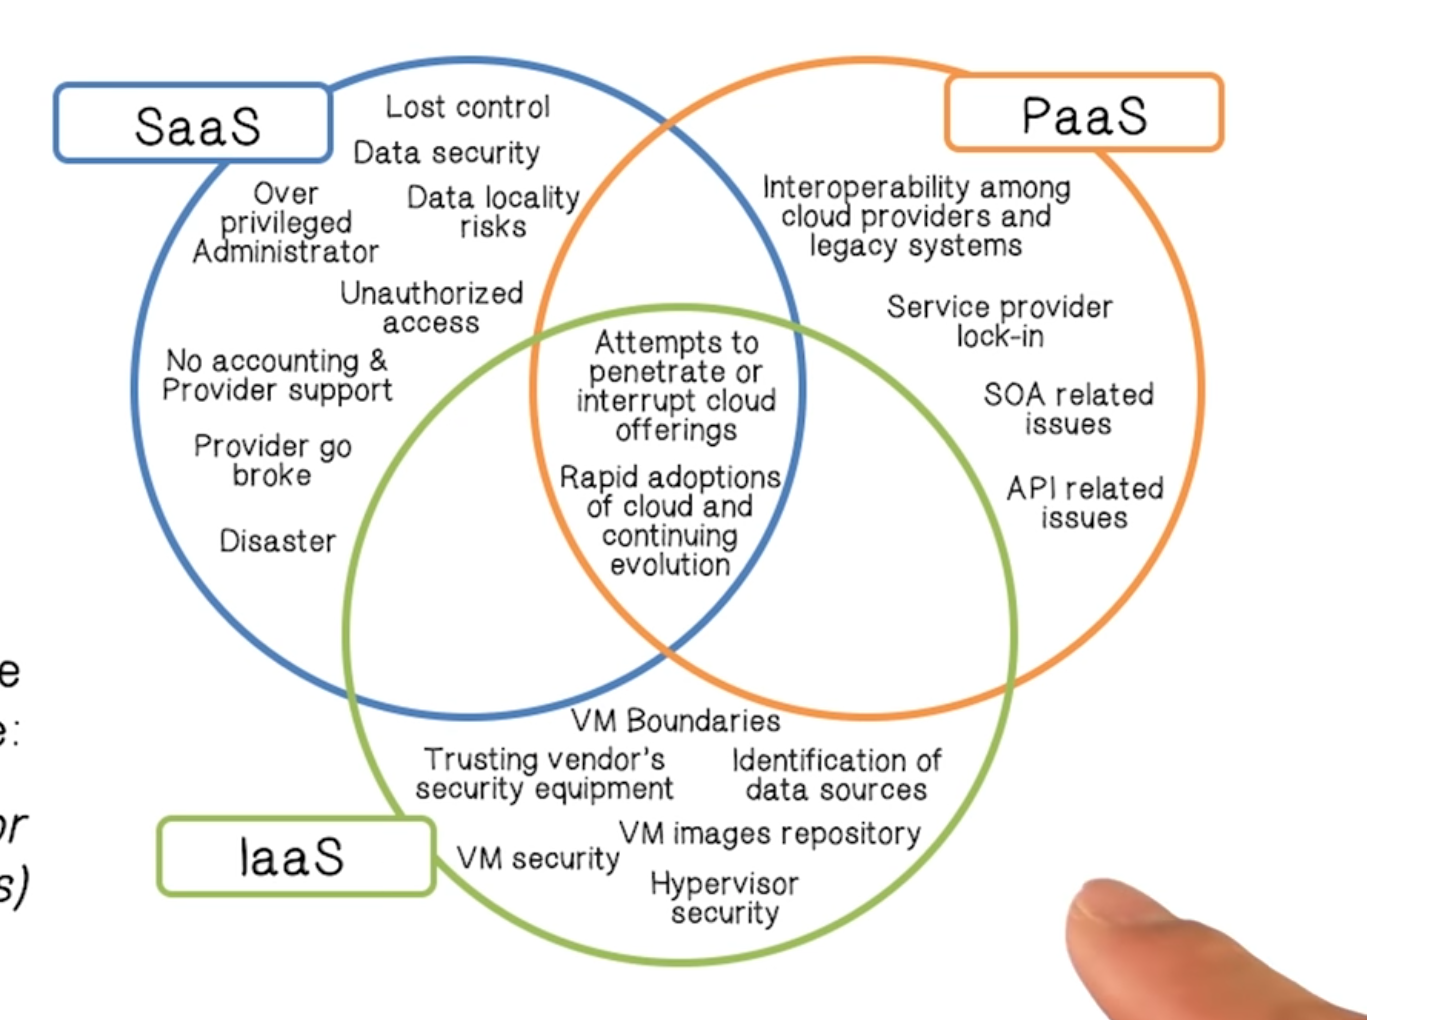 SaaS
Lost control
Data security
Over
privileged
Administrator
Data locality
risks
Unauthorized
access
No accounting &
Provider support
Provider go
broke
Disaster
PaaS
Interoperability among
cloud providers and
legacy systems
Service provider
lock-in
SOA related
issues
API related
issues
Attempts to
penetrate or
interrupt cloud
offerings
Rapid adoptions
of cloud and
continuing
evolution
IaaS
VM Boundaries
Trusting vendor's
security equipment
Identification of
data sources
VM images repository
VM security
Hypervisor
security
e
e:
or
s)